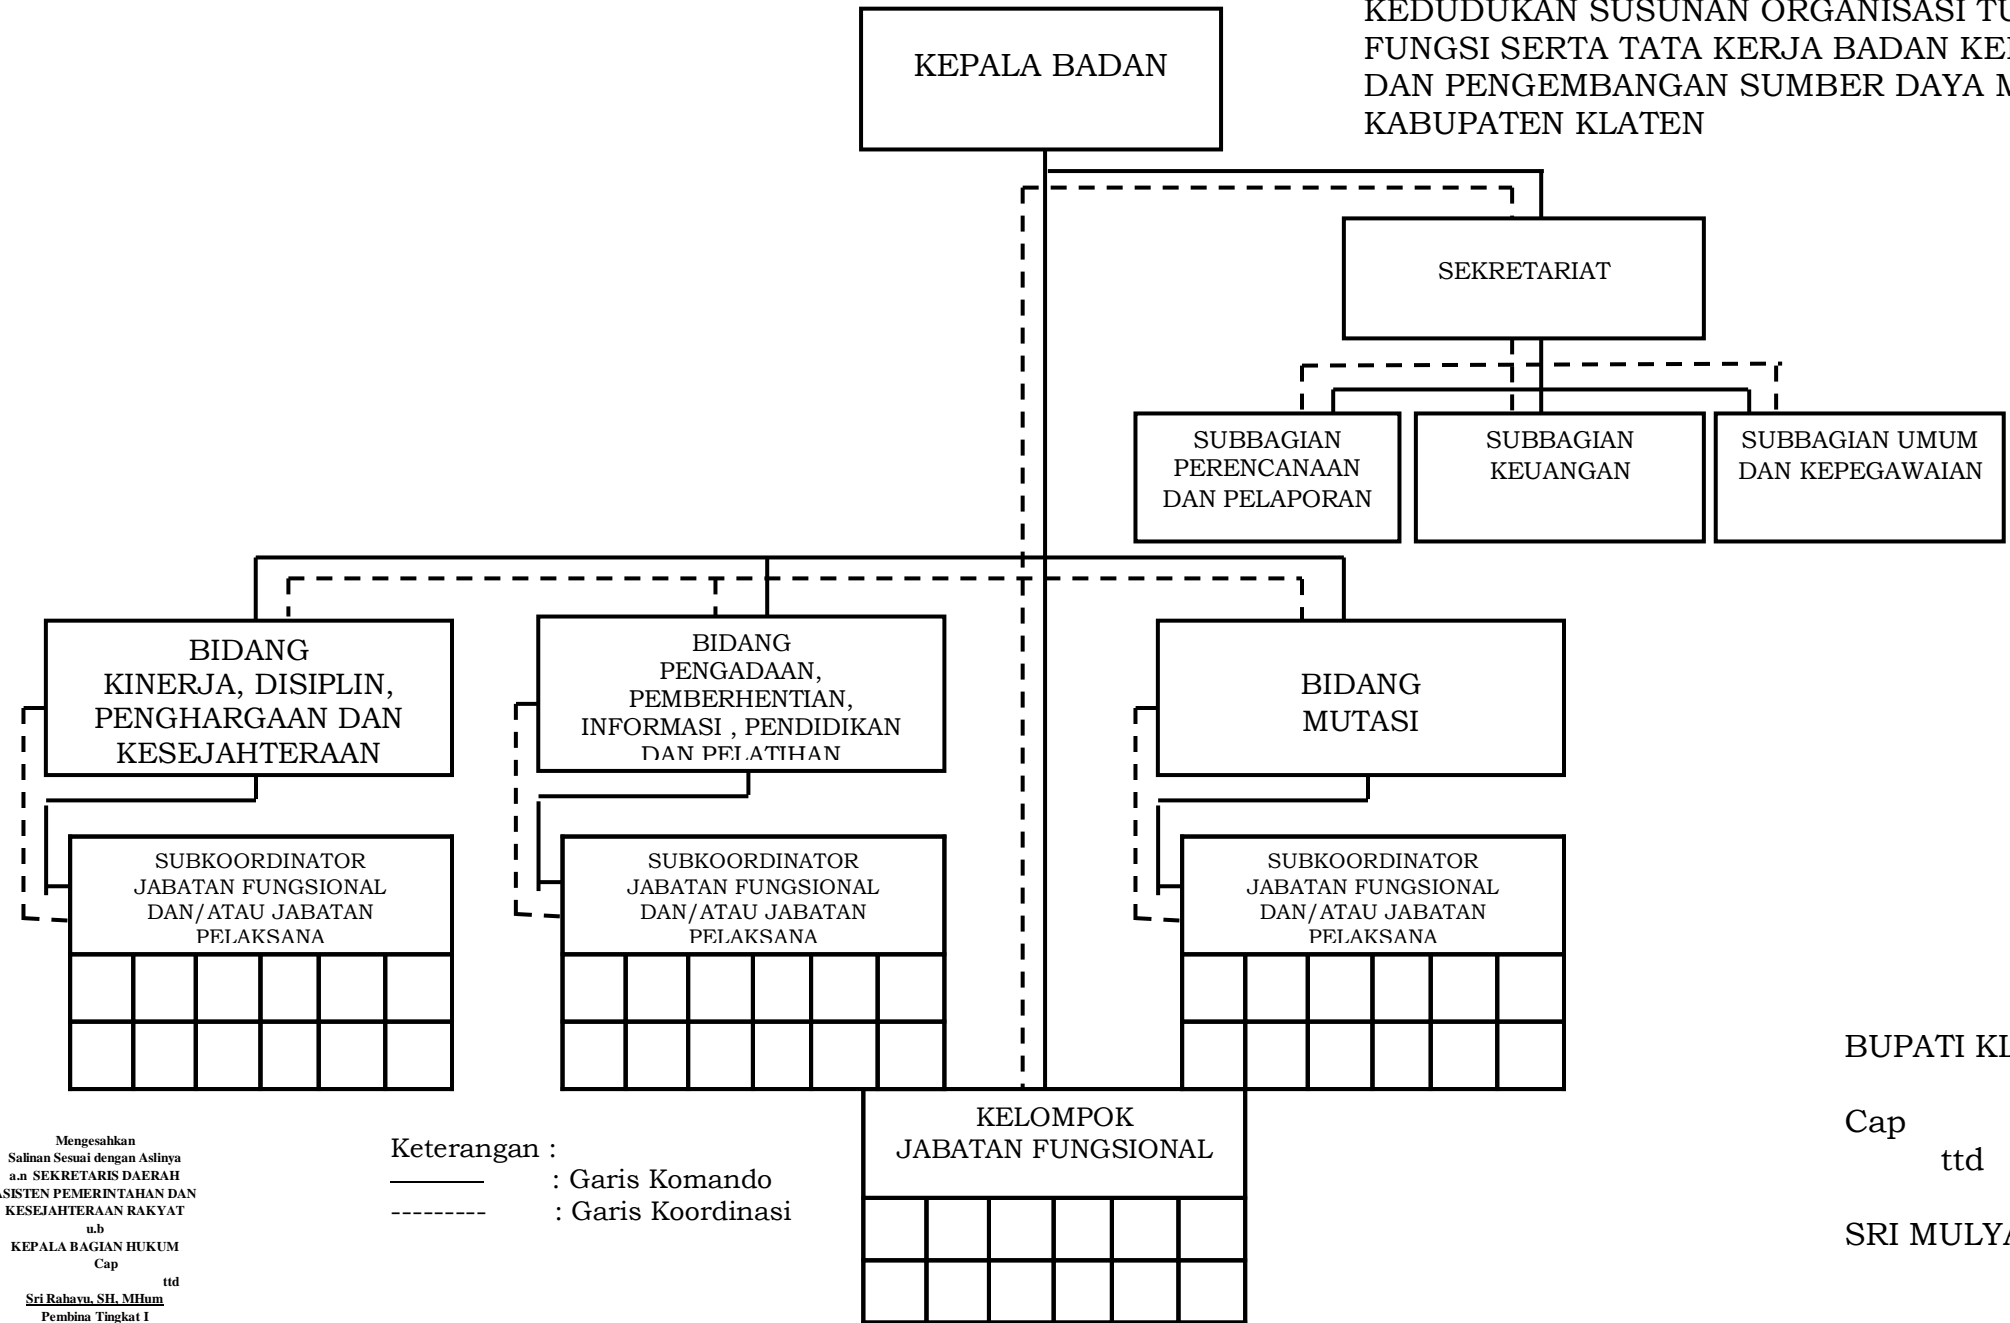 KEDUDUKAN SUSUNAN ORGANISASI
FUNGSI SERTA TATA KERJA BADAN
DAN PENGEMBANGAN SUMBER DAYA
KABUPATEN KLATEN
KEPALA BADAN
SEKRETARIAT
SUBBAGIAN
PERENCANAAN
DAN PELAPORAN
SUBBAGIAN
KEUANGAN
SUBBAGIAN UMUM
DAN KEPEGAWAIAN
BIDANG
KINERJA, DISIPLIN,
PENGHARGAAN DAN
KESEJAHTERAAN
BIDANG
PENGADAAN,
PEMBERHENTIAN,
INFORMASI , PENDIDIKAN
DAN PELATIHAN
BIDANG
MUTASI
SUBKOORDINATOR
JABATAN FUNGSIONAL
DAN/ATAU JABATAN
PELAKSANA
SUBKOORDINATOR
JABATAN FUNGSIONAL
DAN/ATAU JABATAN
PELAKSANA
SUBKOORDINATOR
JABATAN FUNGSIONAL
DAN/ATAU JABATAN
PELAKSANA
KELOMPOK
JABATAN FUNGSIONAL
Mengesahkan
Salinan Sesuai dengan Aslinya
a.n SEKRETARIS DAERAH
PEMERINTAHAN DAN
KESEJAHTERAAN RAKYAT
u.b
KEPALA BAGIAN HUKUM
Cap
ttd
Sri Rahayu, SH, MHum
Pembina Tingkat I
Keterangan :
: Garis Komando
--------- : Garis Koordinasi
BUPATI
Cap
ttd
SRI